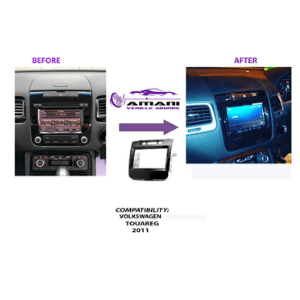 BEFORE
AFTER
AMANI
VEHICLE SOUNDS
COMPATIBILITY:
VOLKSWAGEN
TOUAREG
2011